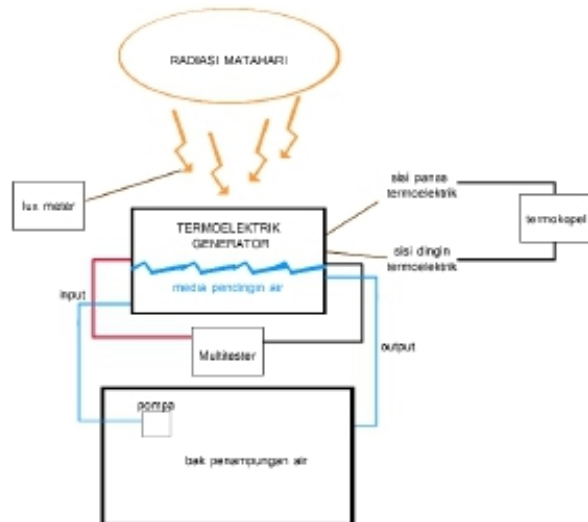 RADIASI MATAHARI
lux meter
sisi panas
termoelektrik
termokopel
TERMOELEKTRIK
GENERATOR
sisi dingin
termoelektrik
media pendingin air
input
Multitester
output
pompa
bak penampungan air